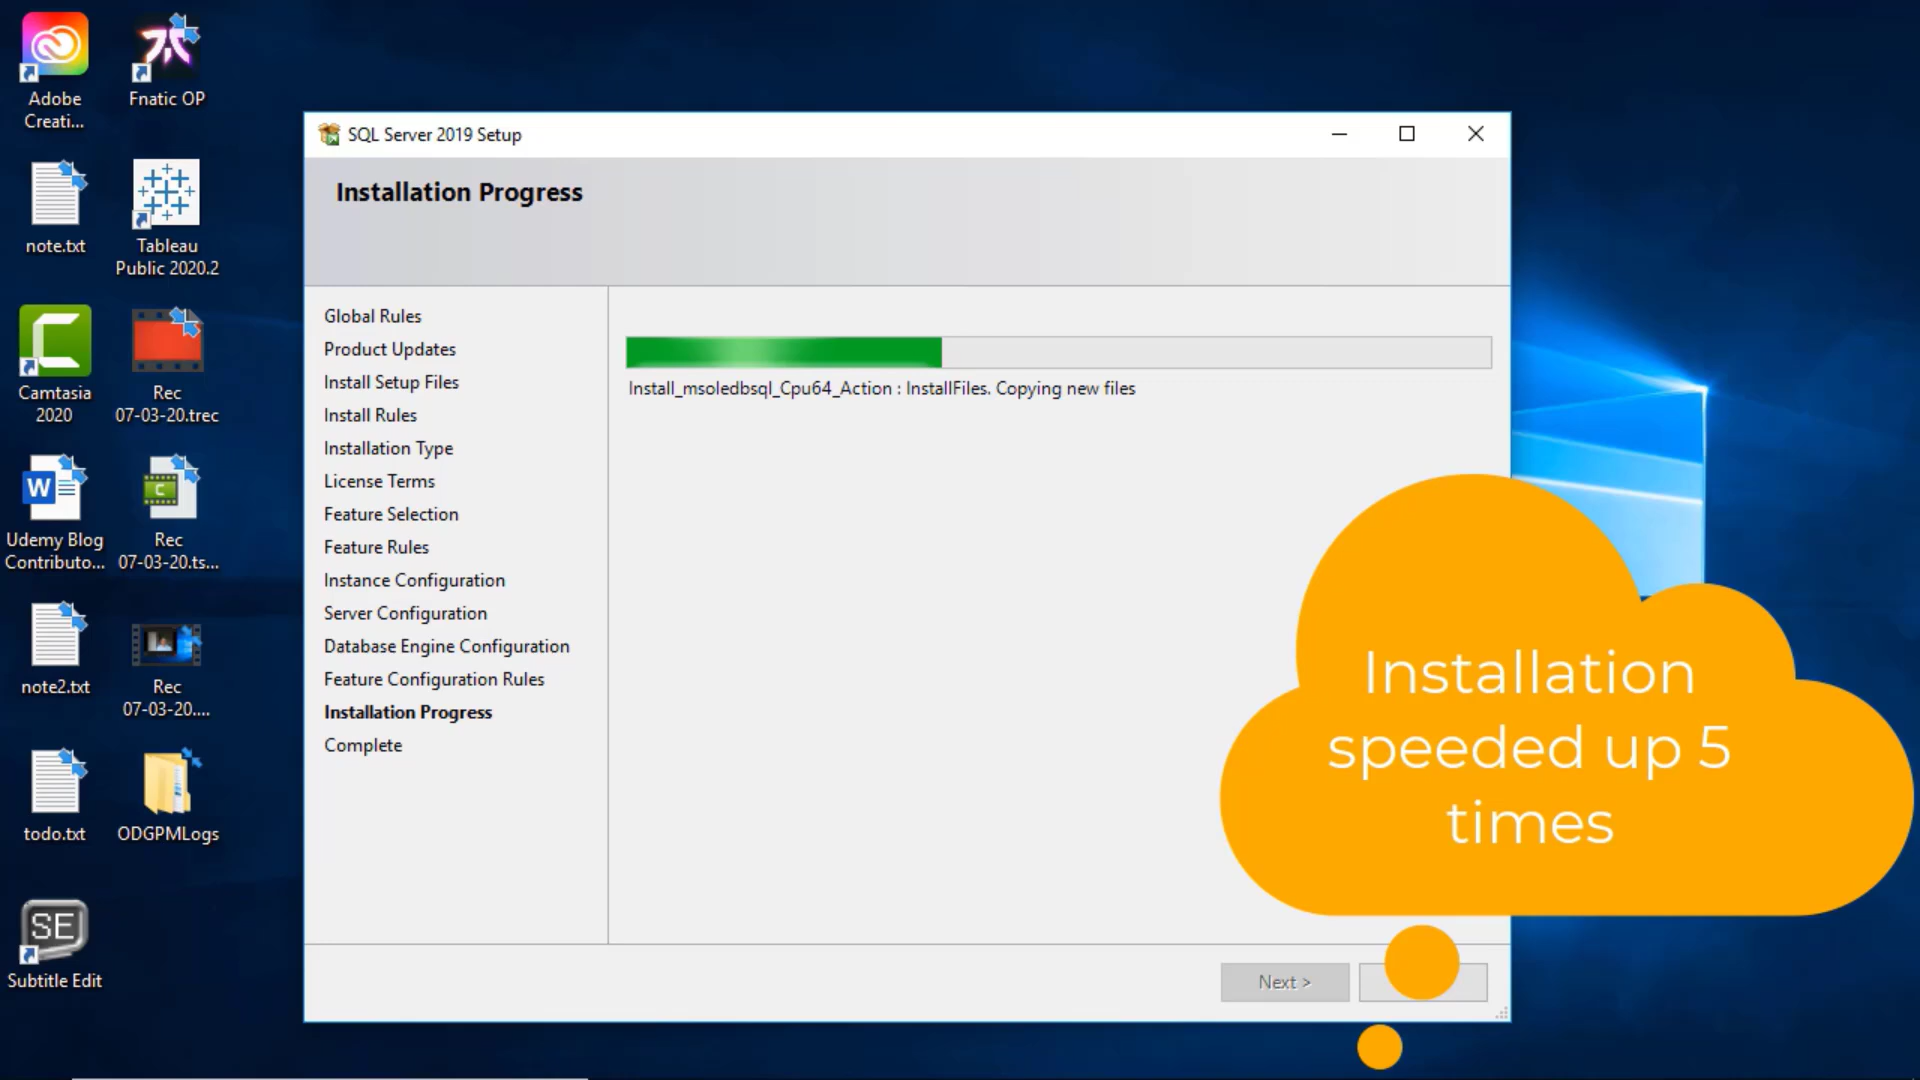 Adobe
Creati...
Fnatic OP
note.txt
Tableau
Public 2020.2
Camtasia
2020
Rec
07-03-20.trec
W
Udemy Blog
Contributo...
C
Rec
07-03-20.ts...
note2.txt
Rec
07-03-20....
todo.txt
ODGPMLogs
SE
Subtitle Edit
SQL Server 2019 Setup
Installation Progress
Global Rules
Product Updates
Install Setup Files
Install Rules
Installation Type
License Terms
Feature Selection
Feature Rules
Instance Configuration
Server Configuration
Database Engine Configuration
Feature Configuration Rules
Installation Progress
Complete
Install_msoledbsql_Cpu64_Action : InstallFiles. Copying new files
Installation
speeded up 5
times
Next >